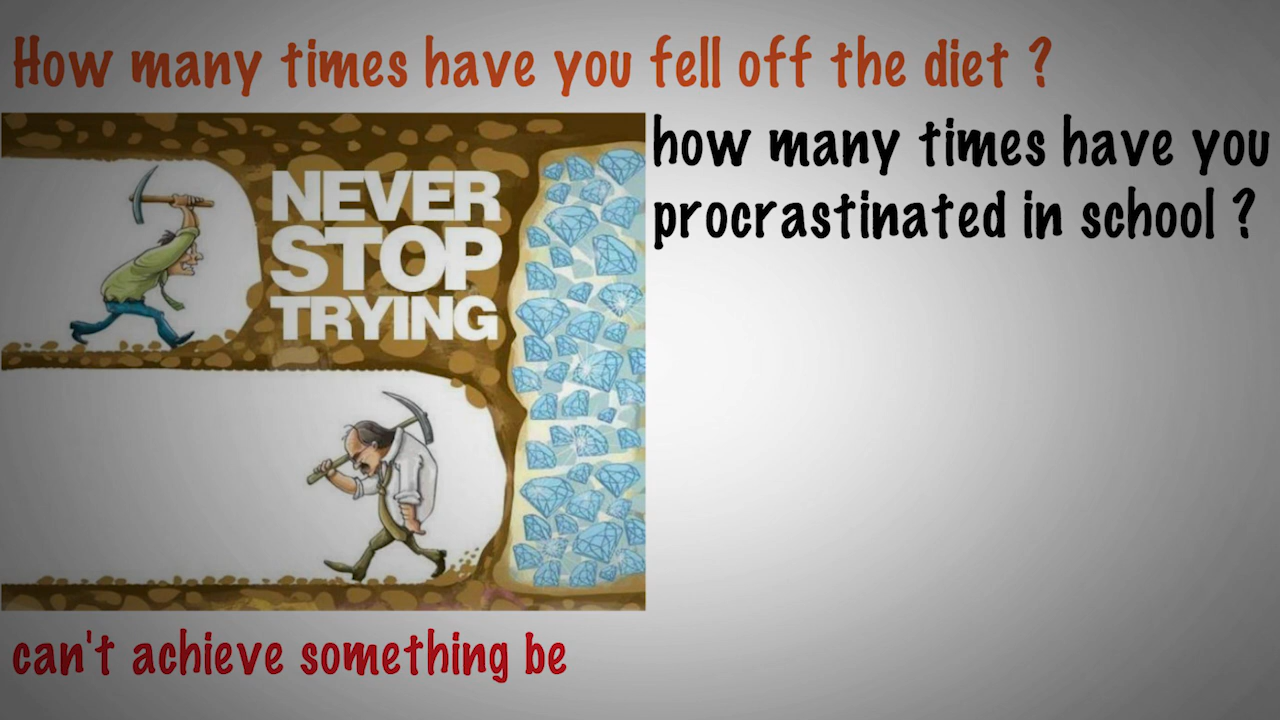 How many times have you fell off the diet ?
NEVER
STOP
TRYING
how many times have you
procrastinated in school ?
can't achieve something be